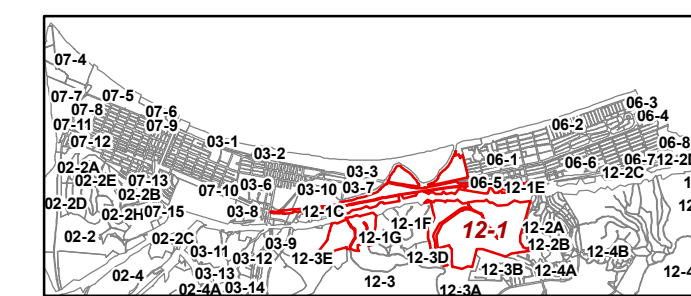 07-4
06-3
07-7 07-5
07-8 07-6 06-4
07-11 07-9 06-2
07-12 03-1 06-8
03-2 06-1 06-7 12-2
02-2A 03-3 06-6
02-2E 07-13 03-6 03-10 03-7 06-5 12-1E 12-2C
02-2B 07-10
02-2D 02-2H 07-15 03-8 12-1C 12-1F 12
02-2 02-2C 12-1G 12-1 12-2A
03-11 03-9 12-2B 12-4B
03-12 12-3E 12-3D
02-4 03-13 12-3 12-3B 12-4A 12-4
02-4A 03-14 12-3A